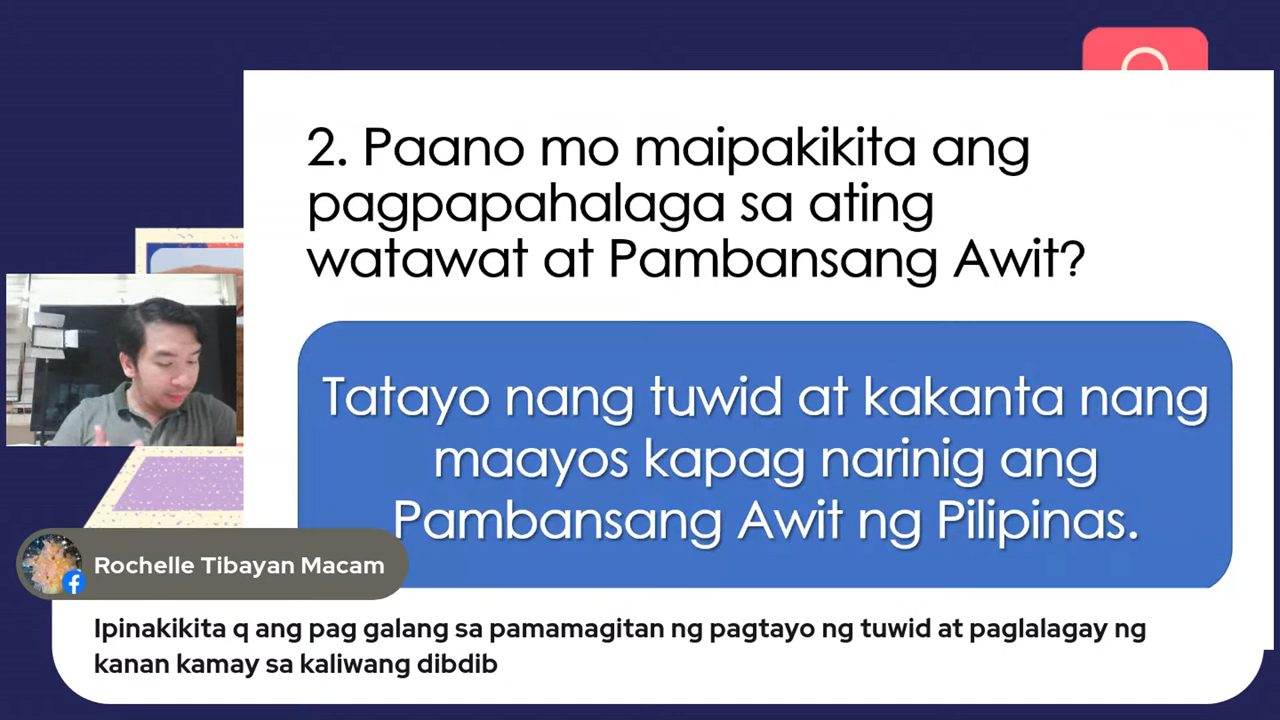 2. Paano mo maipakikita ang
pagpapahalaga sa ating
watawat at Pambansang Awit?
Tatayo nang tuwid at kakanta nang
maayos kapag narinig ang
Pambansang Awit ng Pilipinas.
Rochelle Tibayan Macam
Ipinakikita q ang pag galang sa pamamagitan ng pagtayo ng tuwid at paglalagay ng
kanan kamay sa kaliwang dibdib